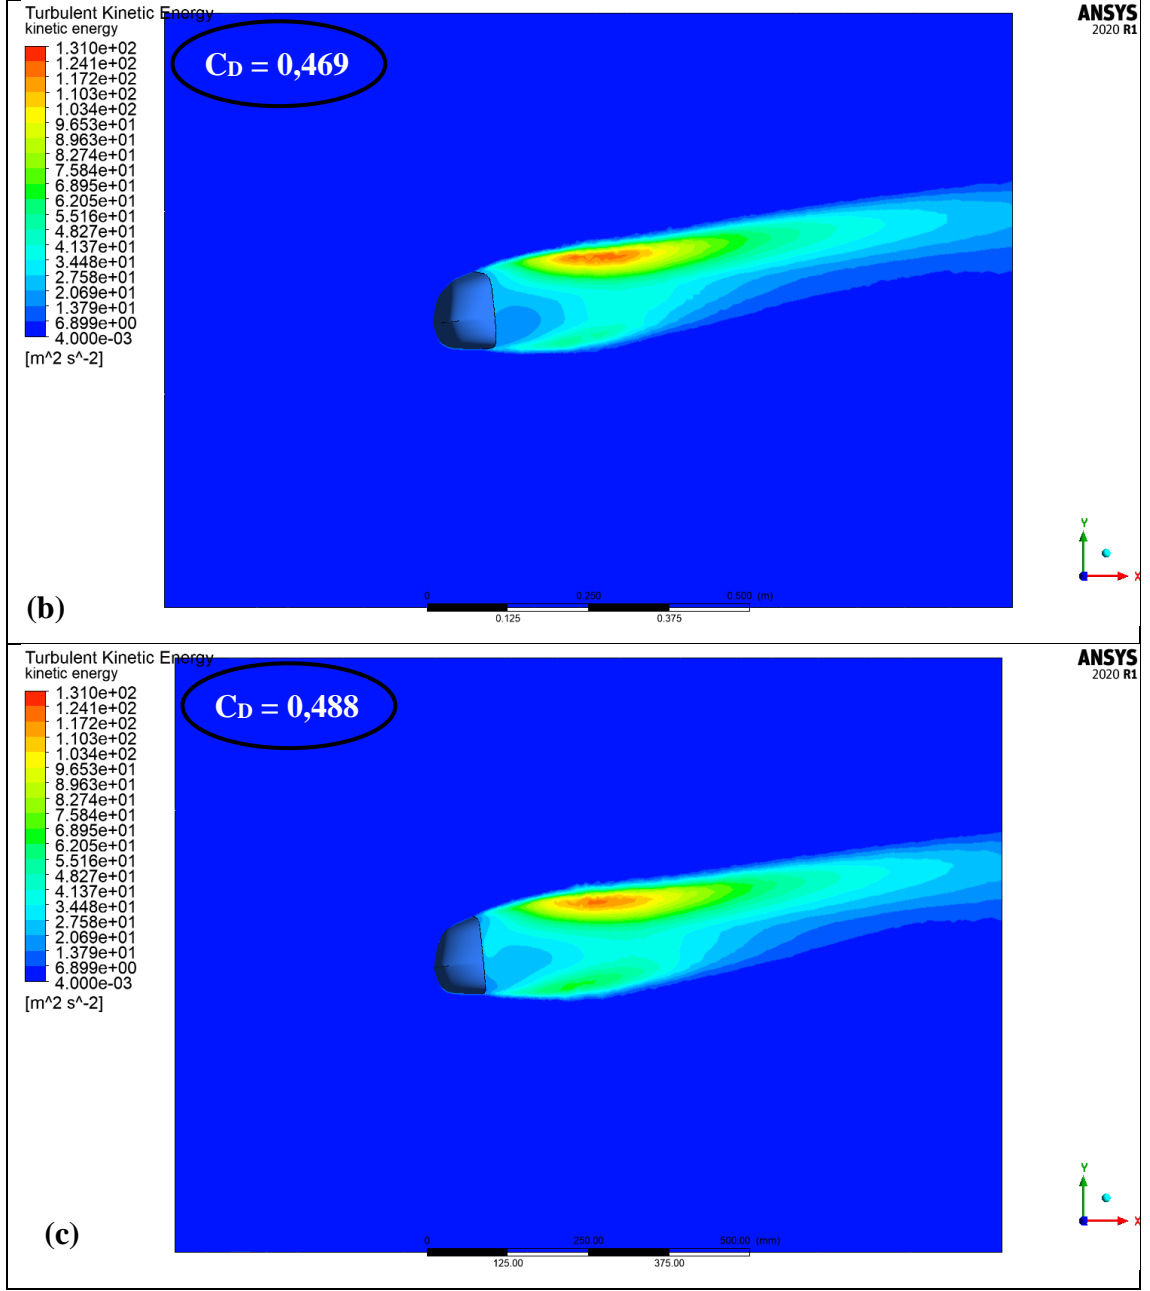 Turbulent Kinetic Energy
kinetic energy
1.310e+02
1.241e+02
1.172e+02
1.103e+02
1.034e+02
9.653e+01
8.963e+01
8.274e+01
7.584e+01
6.895e+01
6.205e+01
5.516e+01
4.827e+01
4.137e+01
3.448e+01
2.758e+01
2.069e+01
1.379e+01
6.899e+00
4.000e-03
[m^2 s^-2]
C_D = 0,469
ANSYS
2020 R1
Y
X
0 0.250 0.500 (m)
0.125 0.375
(b)
Turbulent Kinetic Energy
kinetic energy
1.310e+02
1.241e+02
1.172e+02
1.103e+02
1.034e+02
9.653e+01
8.963e+01
8.274e+01
7.584e+01
6.895e+01
6.205e+01
5.516e+01
4.827e+01
4.137e+01
3.448e+01
2.758e+01
2.069e+01
1.379e+01
6.899e+00
4.000e-03
[m^2 s^-2]
C_D = 0,488
ANSYS
2020 R1
Y
X
(c)
0 250.00 500.00 (mm)
125.00 375.00